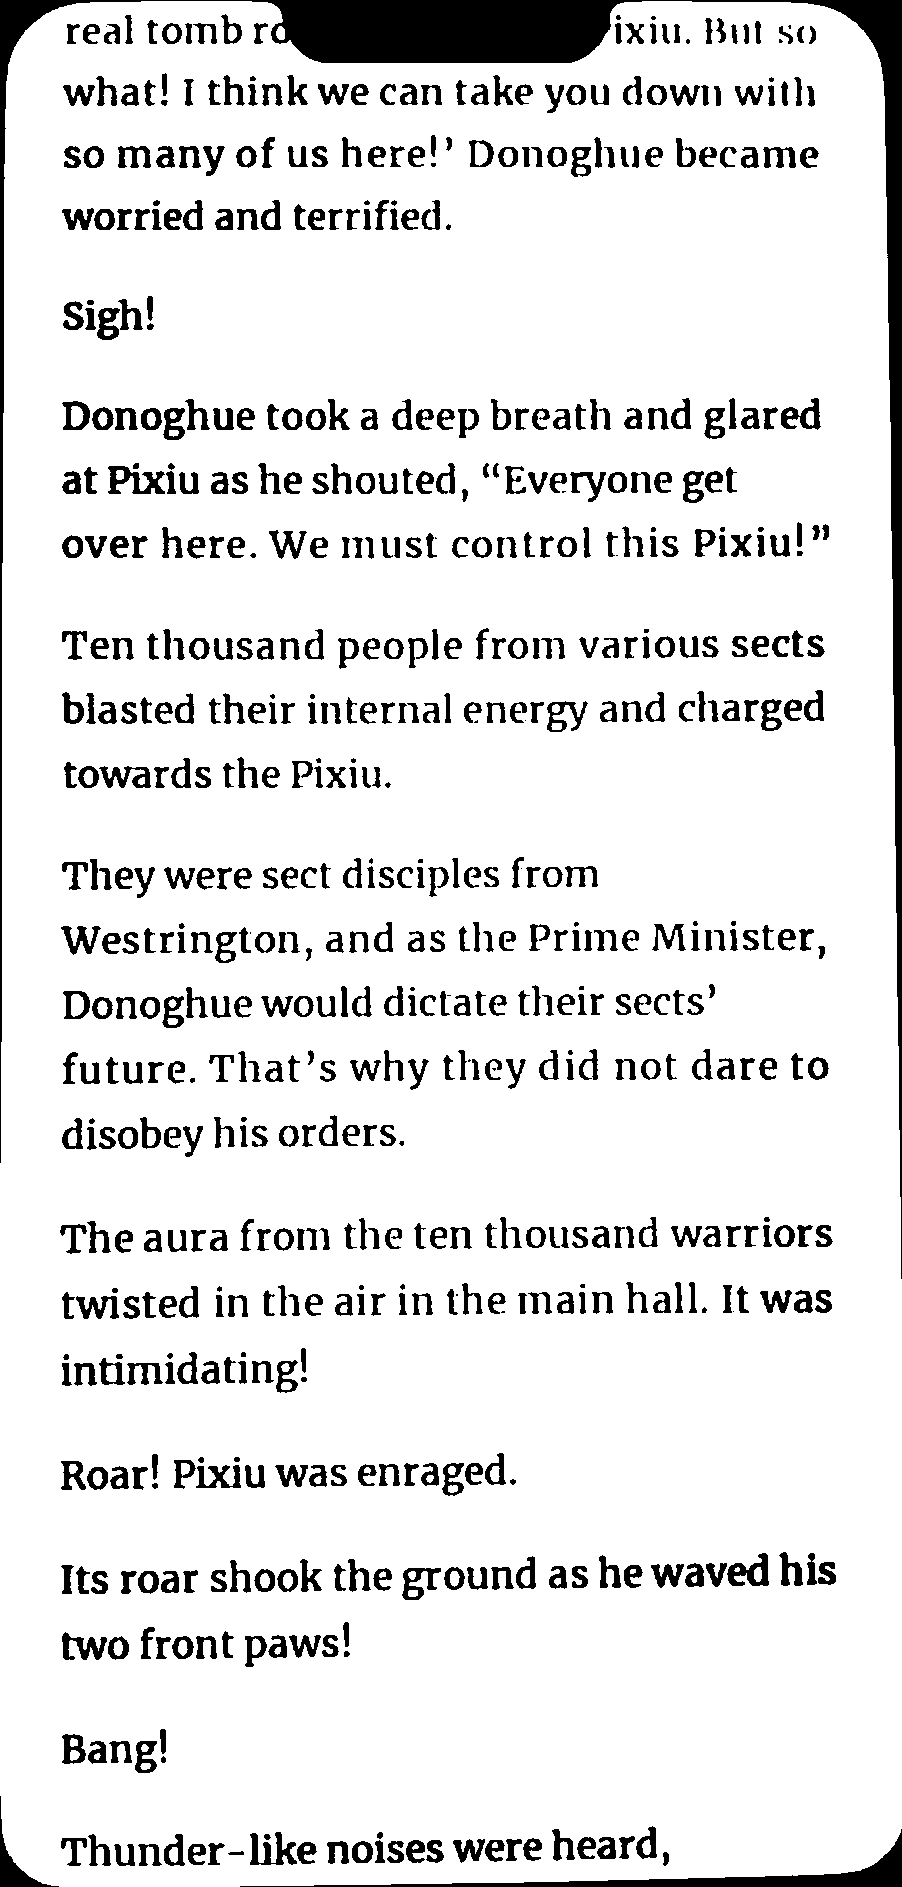 real tomb
But so
what! I think we can take you down with
so many of us here!’ Donoghue became
worried and terrified.
Sigh!
Donoghue took a deep breath and glared
at Pixiu as he shouted, “Everyone get
over here. We must control this Pixiu!”
Ten thousand people from various sects
blasted their internal energy and charged
towards the Pixiu.
They were sect disciples from
Westrington, and as the Prime Minister,
Donoghue would dictate their sects’
future. That’s why they did not dare to
disobey his orders.
The aura from the ten thousand warriors
twisted in the air in the main hall. It was
intimidating!
Roar! Pixiu was enraged.
Its roar shook the ground as he waved his
two front paws!
Bang!
Thunder-like noises were heard,